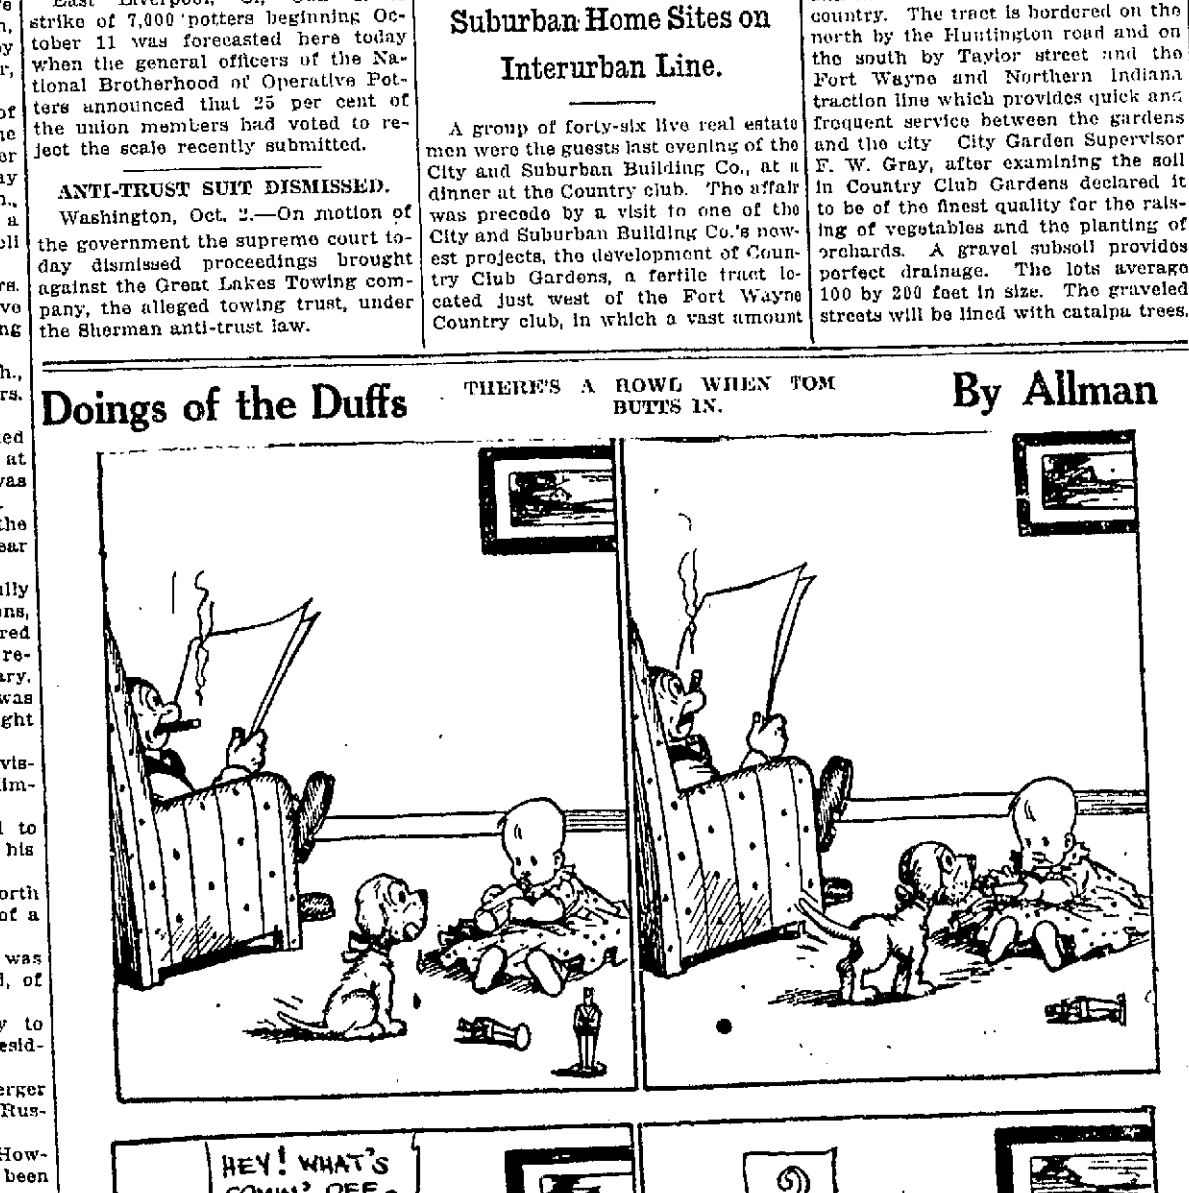 strike of 7,000 potters beginning Oc-
tober 11 was forecasted here today
when the general officers of the Na-
tional Brotherhood of Operative Pot-
ters announced that 25 per cent of
the union members had voted to re-
ject the scale recently submitted.
ANTI-TRUST SUIT DISMISSED.
Washington, Oct. 2.—On motion of
the government the supreme court to-
day dismissed proceedings brought
against the Great Lakes Towing com-
pany, the alleged towing trust, under
the Sherman anti-trust law.
Suburban Home Sites on
Interurban Line.
A group of forty-six live real estate
men were the guests last evening of the
City and Suburban Building Co., at a
dinner at the Country club. The affair
was precede by a visit to one of the
City and Suburban Building Co.'s new-
est projects, the development of Coun-
try Club Gardens, a fertile tract lo-
cated just west of the Fort Wayne
Country club, in which a vast amount
country. The tract is bordered on the
north by the Huntington road and on
the south by Taylor street and the
Fort Wayne and Northern Indiana
traction line which provides quick and
frequent service between the gardens
and the city City Garden Supervisor
F. W. Gray, after examining the soil
in Country Club Gardens declared it
to be of the finest quality for the rais-
ing of vegetables and the planting of
orchards. A gravel subsoil provides
perfect drainage. The lots average
100 by 200 feet in size. The graveled
streets will be lined with catalpa trees.
Doings of the Duffs
THERE'S A HOWL WHEN TOM
BUTTS IN.
By Allman
HEY! WHAT'S